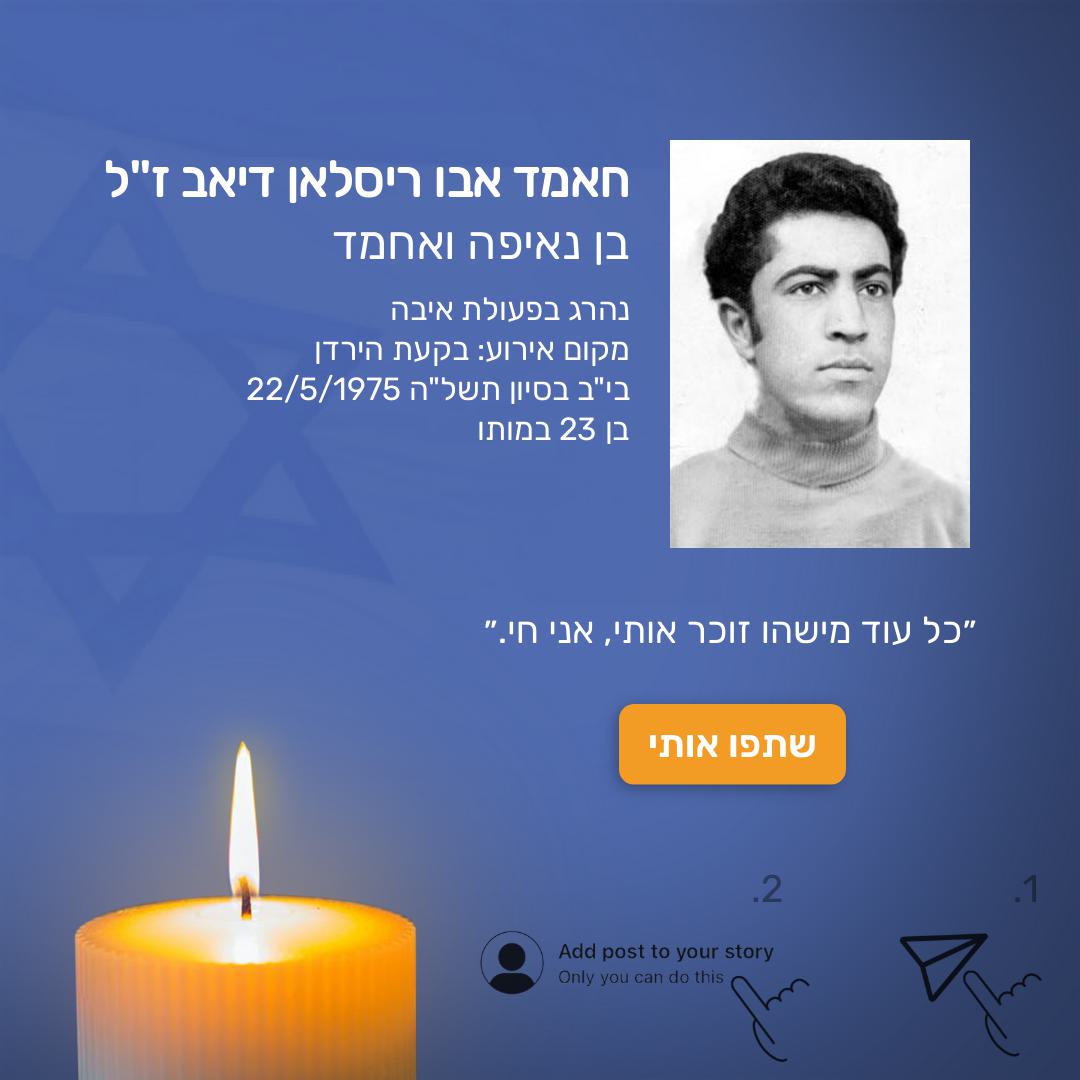 חאמד אבו ריסלאן דיאב ז"ל
בן נאיפה ואחמד
נהרג בפעולת איבה
מקום אירוע: בקעת הירדן
בי"ב בסיון תשל"ה 22/5/1975
בן 23 במותו
״כל עוד מישהו זוכר אותי, אני חי.״
שתפו אותי
1.
2.
Add post to your story
Only you can do this